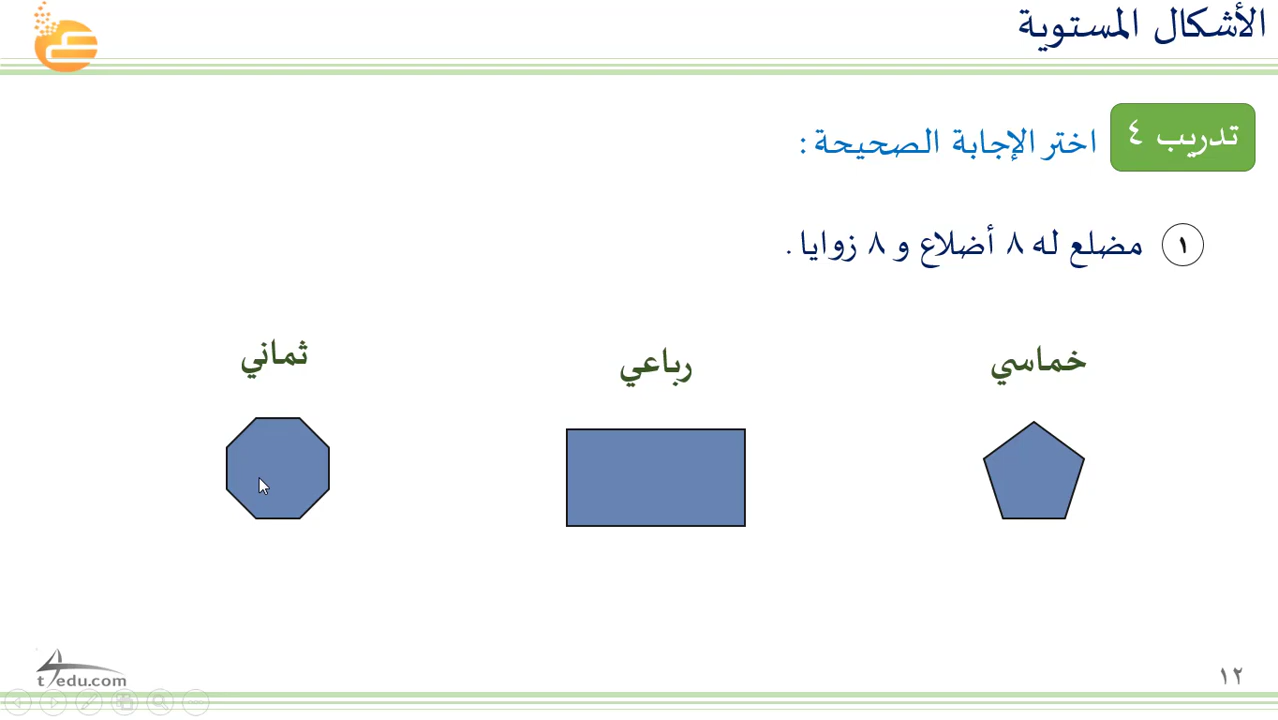 الأشكال المستوية
تدريب ٤
اختر الإجابة الصحيحة :
١ مضلع له ٨ أضلاع و ٨ زوايا .
خماسي
رباعي
ثماني
١٢
t4edu.com